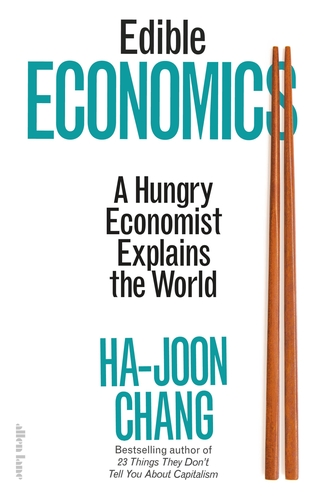 Edible
ECONOMICS
A Hungry
Economist
Explains
the World
HA-JOON
CHANG
Bestselling author of
23 Things They Don't
Tell You About Capitalism
allen lane